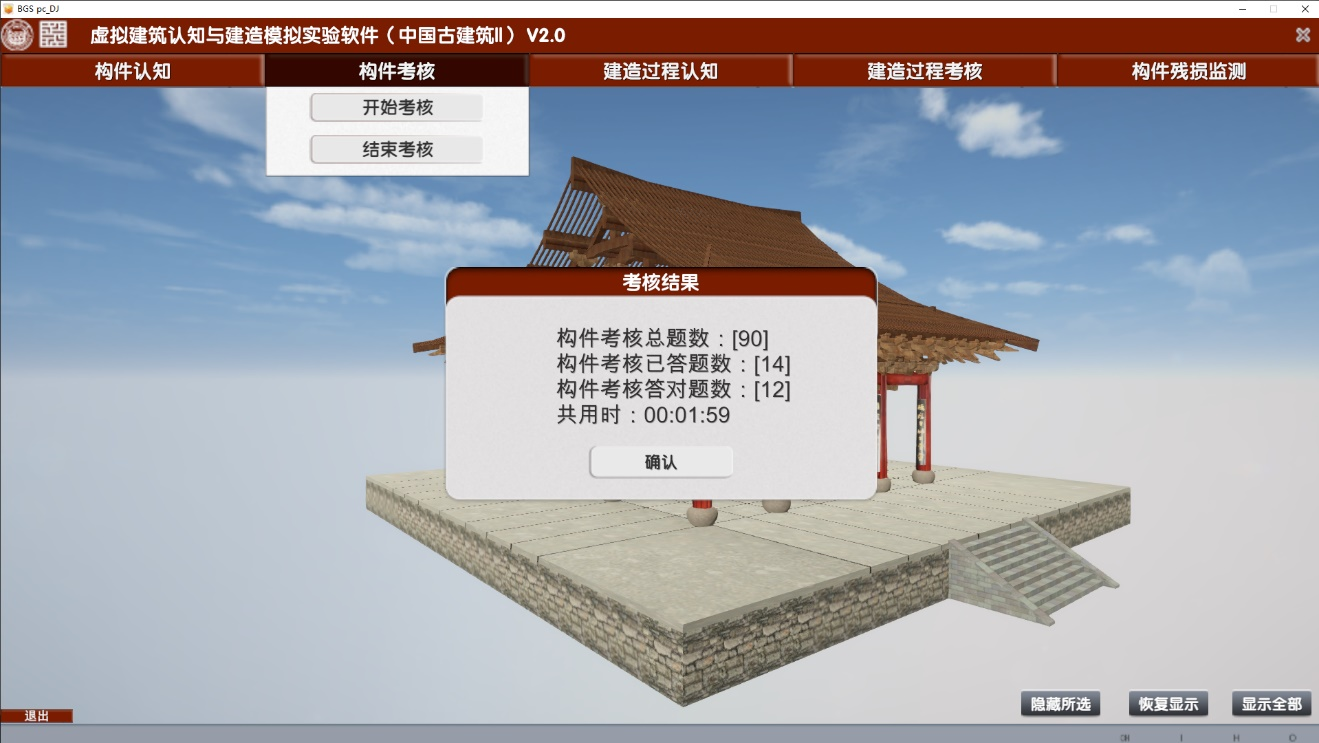 BGS pc_DJ
虚拟建筑认知与建造模拟实验软件（中国古建筑Ⅱ）V2.0
构件认知
构件考核
建造过程认知
建造过程考核
构件残损监测
开始考核
结束考核
考核结果
构件考核总题数：[90]
构件考核已答题数：[14]
构件考核答对题数：[12]
共用时：00:01:59
确认
隐藏所选
恢复显示
显示全部
退出